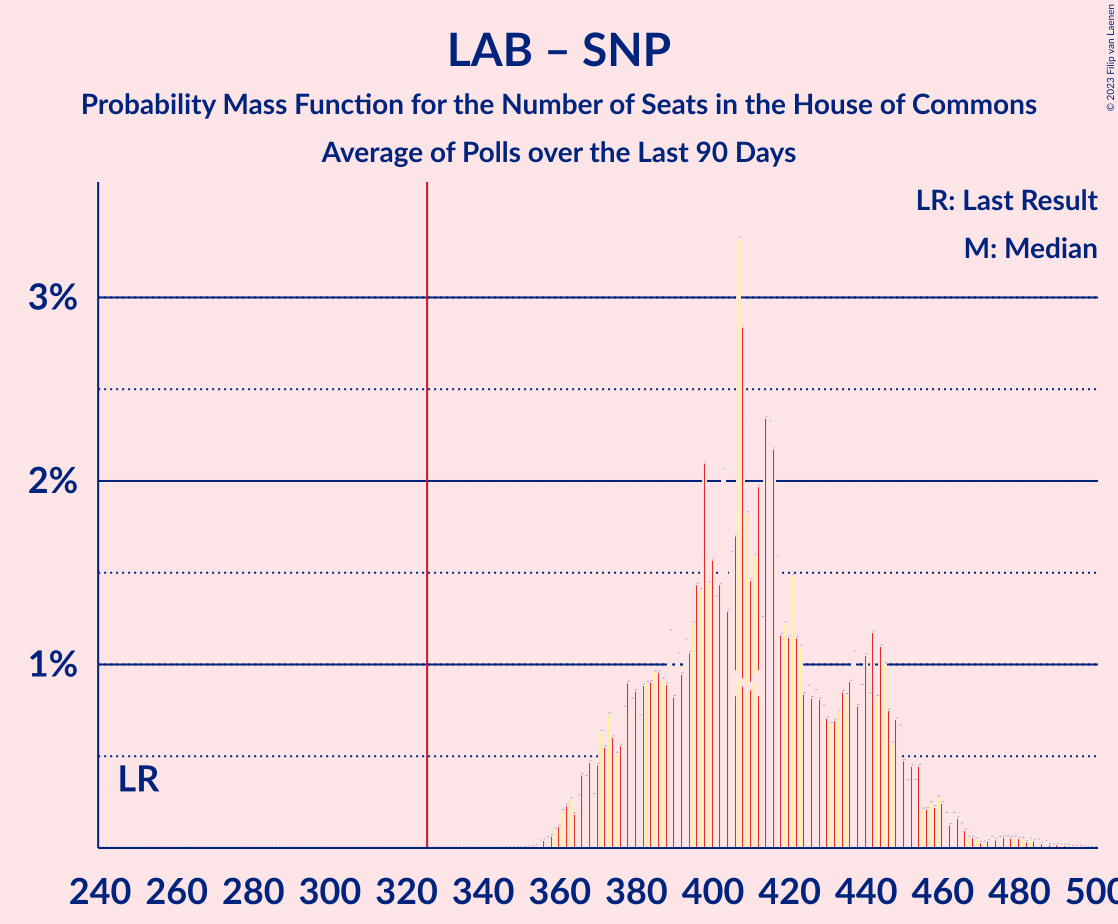 LAB – SNP
Probability Mass Function for the Number of Seats in the House of Commons
Average of Polls over the Last 90 Days
© 2023 Filip van Laenen
LR: Last Result
M: Median
3%
2%
1%
LR
M
240 260 280 300 320 340 360 380 400 420 440 460 480 500